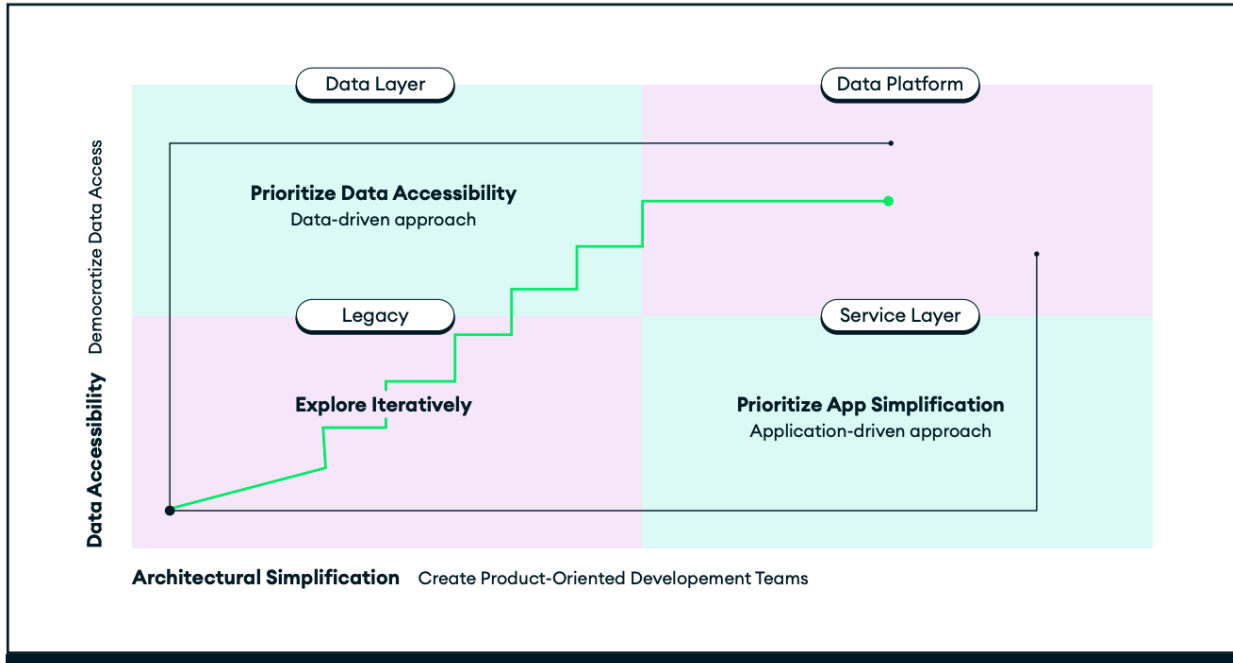 Data Layer
Data Platform
Prioritize Data Accessibility
Data-driven approach
Legacy
Service Layer
Explore Iteratively
Prioritize App Simplification
Application-driven approach
Data Accessibility Democratize Data Access
Architectural Simplification Create Product-Oriented Developement Teams